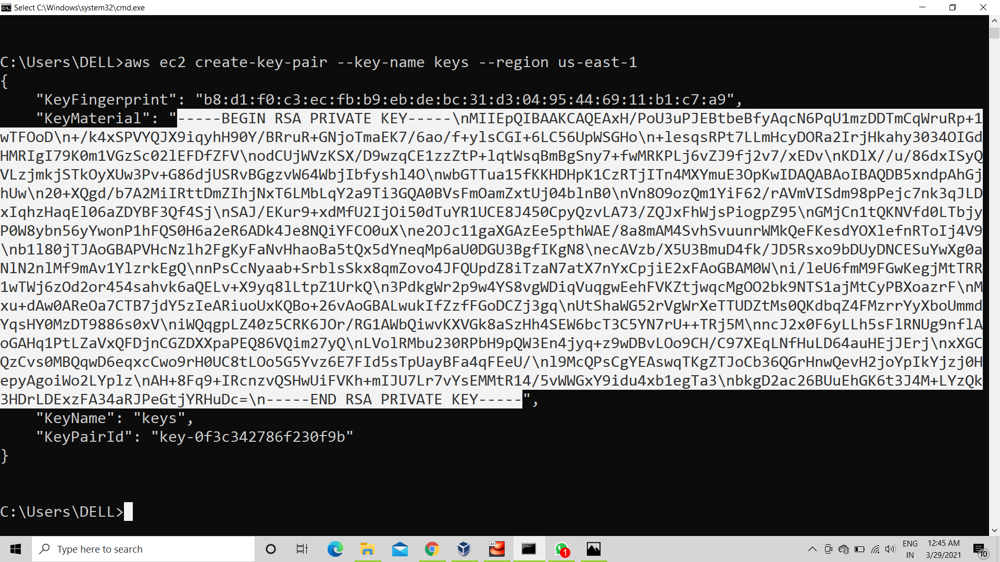 Select C:\Windows\system32\cmd.exe
C:\Users\DELL>aws ec2 create-key-pair --key-name keys --region us-east-1
{
"KeyFingerprint": "b8:d1:f0:c3:ec:fb:b9:eb:de:bc:31:d3:04:95:44:69:11:b1:c7:a9",
"KeyMaterial": "-----BEGIN RSA PRIVATE KEY-----\nMIIEpQIBAAKCAQEAxH/PoU3uPJEBtbeBfyAqcN6PqU1mzDDTmCqWruRp+1
wTFOoD\n+/k4xSPVYQJX9iqyhH90Y/BRruR+GNjoTmaEK7/6ao/f+ylsCGI+6LC56UpWSGHo\n+lesqsRPt7LLmHcyDORa2IrjHkahy3034OIGd
HMRIgI79K0m1VGzSc02lEFDfZFV\nodCUjWVzKSX/D9wzqCE1zzZtP+lqtWsqBmBgSny7+fwMRKPLj6vZJ9fj2v7/xEDv\nKDlX//u/86dxISyQ
VLzjmkjSTkOyXUw3Pv+G86djUSRvBGgzvW64WbjIbfyshl4O\nwbGTTua15fKKHDHpK1CzRTjITn4MXYmuE3OpKwIDAQABAoIBAQDB5xndpAhGj
hUw\n20+XQgd/b7A2MiIRttDmZIhjNxT6LMbLqY2a9Ti3GQA0BVsFmOamZxtUj04blnB0\nVn8O9ozQm1YiF62/rAVmVISdm98pPejc7nk3qJLD
xIqhzHaqEl06aZDYBF3Qf4Sj\nSAJ/EKur9+xdMfU2IjOi50dTuYR1UCE8J450CpyQzvLA73/ZQJxFhWjsPiogpZ95\nGMjCn1tQKNVfd0LTbjy
P0W8ybn56yYwonP1hFQS0H6a2eR6ADk4Je8NQiYFCO0uX\ne2OJc11gaXGAzEe5pthWAE/8a8mAM4SvhSvuunrWMkQeFKesdYOXlefnRToIj4V9
\nb1l80jTJAoGBAPVHcNzlh2FgKyFaNvHhaoBa5tQx5dYneqMp6aU0DGU3BgfIKgN8\necAVzb/X5U3BmuD4fk/JD5Rsxo9bDUyDNCESuYwXg0a
NlN2nlMf9mAv1YlzrkEgQ\nnPsCcNyaab+SrblsSkx8qmZovo4JFQUpdZ8iTzaN7atX7nYxCpjiE2xFAoGBAM0W\ni/leU6fmM9FGwKegjMtTRR
1wTWj6zOd2or454sahvk6aQELv+X9yq8lLtpZ1UrkQ\n3PdkgWr2p9w4YS8vgWDiqVuqgwEehFVKZtjwqcMgOO2bk9NTS1ajMtCyPBXoazrF\nM
xu+dAw0AReOa7CTB7jdY5zIeARiuoUxKQBo+26vAoGBALwukIfZzfFGoDCZj3gq\nUtShaWG52rVgWrXeTTUDZtMs0QKdbqZ4FMzrrYyXboUmmd
YqsHY0MzDT9886s0xV\niWQqgpLZ40z5CRK6JOr/RG1AWbQiwvKXVGk8aSzHh4SEW6bcT3C5YN7rU++TRj5M\nncJ2x0F6yLLh5sFlRNUg9nflA
oGAHq1PtLZaVxQFDjnCGZDXXpaPEQ86VQim27yQ\nLVolRMbu230RPbH9pQW3En4jyq+z9wDBvLOo9CH/C97XEqLNfHuLD64auHEjJErj\nxXGC
QzCvs0MBQqwD6eqxcCwo9rH0UC8tLOo5G5Yvz6E7FId5sTpUayBFa4qFEeU/\nl9McQPsCgYEAswqTKgZTJoCb36QGrHnwQevH2joYpIkYjzj0H
epyAgoiWo2LYplz\nAH+8Fq9+IRcnzvQSHwUiFVKh+mIJU7Lr7vYsEMMtR14/5vWWGxY9idu4xb1egTa3\nbkgD2ac26BUuEhGK6t3J4M+LYzQk
3HDrLDExzFA34aRJPeGtjYRHuDc=\n-----END RSA PRIVATE KEY-----",
"KeyName": "keys",
"KeyPairId": "key-0f3c342786f230f9b"
}
C:\Users\DELL>
Type here to search
64
1
ENG
IN
12:45 AM
3/29/2021
10